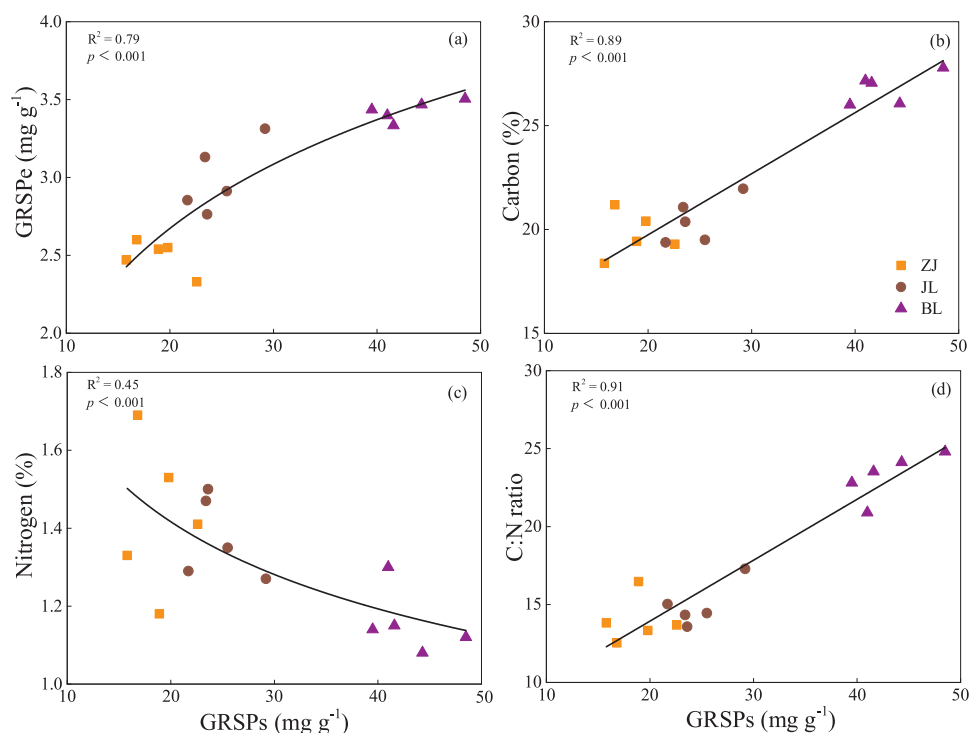 R² = 0.79
p < 0.001
(a)
4.0
3.5
3.0
2.5
2.0
GRSPe (mg g⁻¹)
10 20 30 40 50
R² = 0.89
p < 0.001
(b)
30
25
20
15
Carbon (%)
ZJ
JL
BL
10 20 30 40 50
R² = 0.45
p < 0.001
(c)
1.8
1.6
1.4
1.2
1.0
Nitrogen (%)
10 20 30 40 50
GRSPs (mg g⁻¹)
R² = 0.91
p < 0.001
(d)
30
25
20
15
10
C:N ratio
10 20 30 40 50
GRSPs (mg g⁻¹)